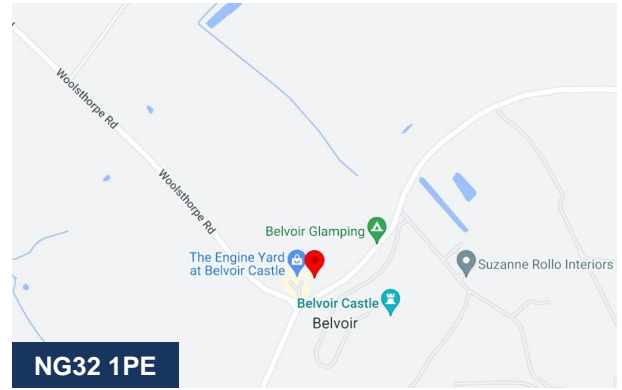 Woolsthorpe Rd
Woolsthorpe Rd
Belvoir Glamping
The Engine Yard
at Belvoir Castle
Suzanne Rollo Interiors
Belvoir Castle
Belvoir
NG32 1PE